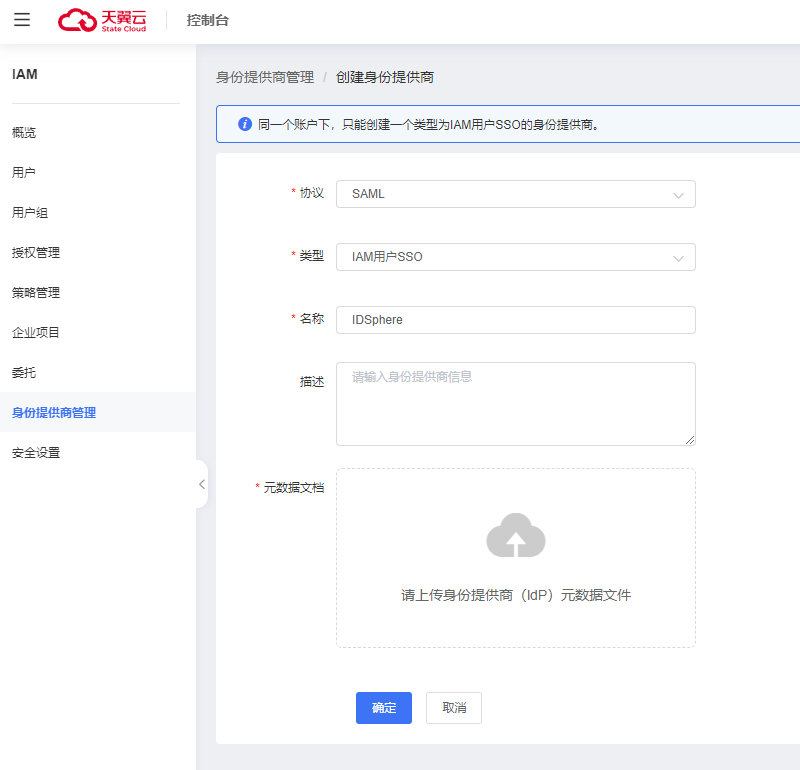 天翼云
State Cloud
控制台
IAM
概览
用户
用户组
授权管理
策略管理
企业项目
委托
身份提供商管理
安全设置
身份提供商管理 / 创建身份提供商
同一个账户下，只能创建一个类型为IAM用户SSO的身份提供商。
* 协议 SAML
* 类型 IAM用户SSO
* 名称 IDSphere
描述 请输入身份提供商信息
* 元数据文档
请上传身份提供商（IdP）元数据文件
确定 取消